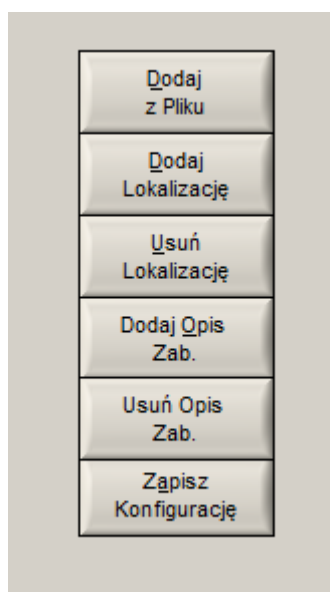 Dodaj
z Pliku
Dodaj
Lokalizację
Usuń
Lokalizację
Dodaj Opis
Zab.
Usuń Opis
Zab.
Zapisz
Konfigurację